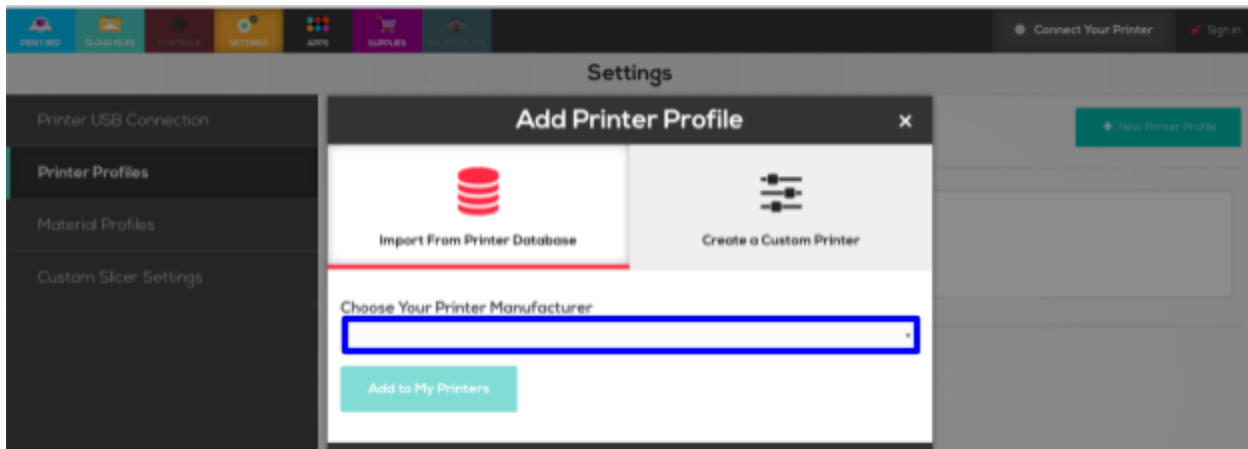 PRINT BED CLOUD FILES CONTROLS SETTINGS APPS SUPPLIES Connect Your Printer Sign in
Settings
Printer USB Connection
Printer Profiles
Material Profiles
Custom Slicer Settings
Add Printer Profile ×
+ New Printer Profile
Import From Printer Database
Create a Custom Printer
Choose Your Printer Manufacturer
Add to My Printers